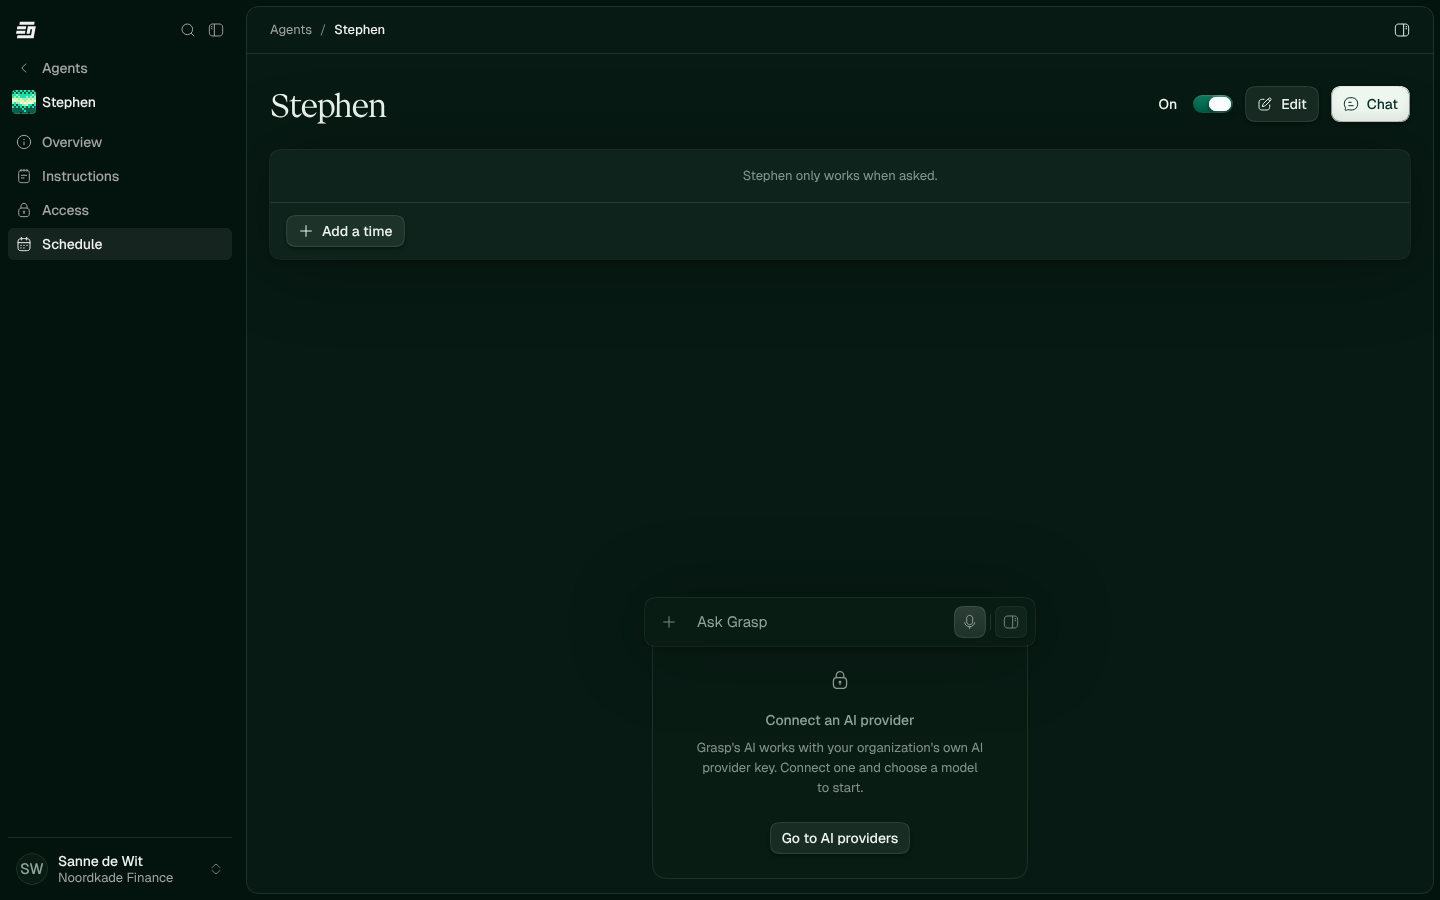 Agents
Stephen
Overview
Instructions
Access
Schedule
Sanne de Wit
SW
Noordkade Finance
Agents / Stephen
Stephen
On
Edit
Chat
Stephen only works when asked.
Add a time
Ask Grasp
Connect an AI provider
Grasp's AI works with your organization's own AI
provider key. Connect one and choose a model
to start.
Go to AI providers